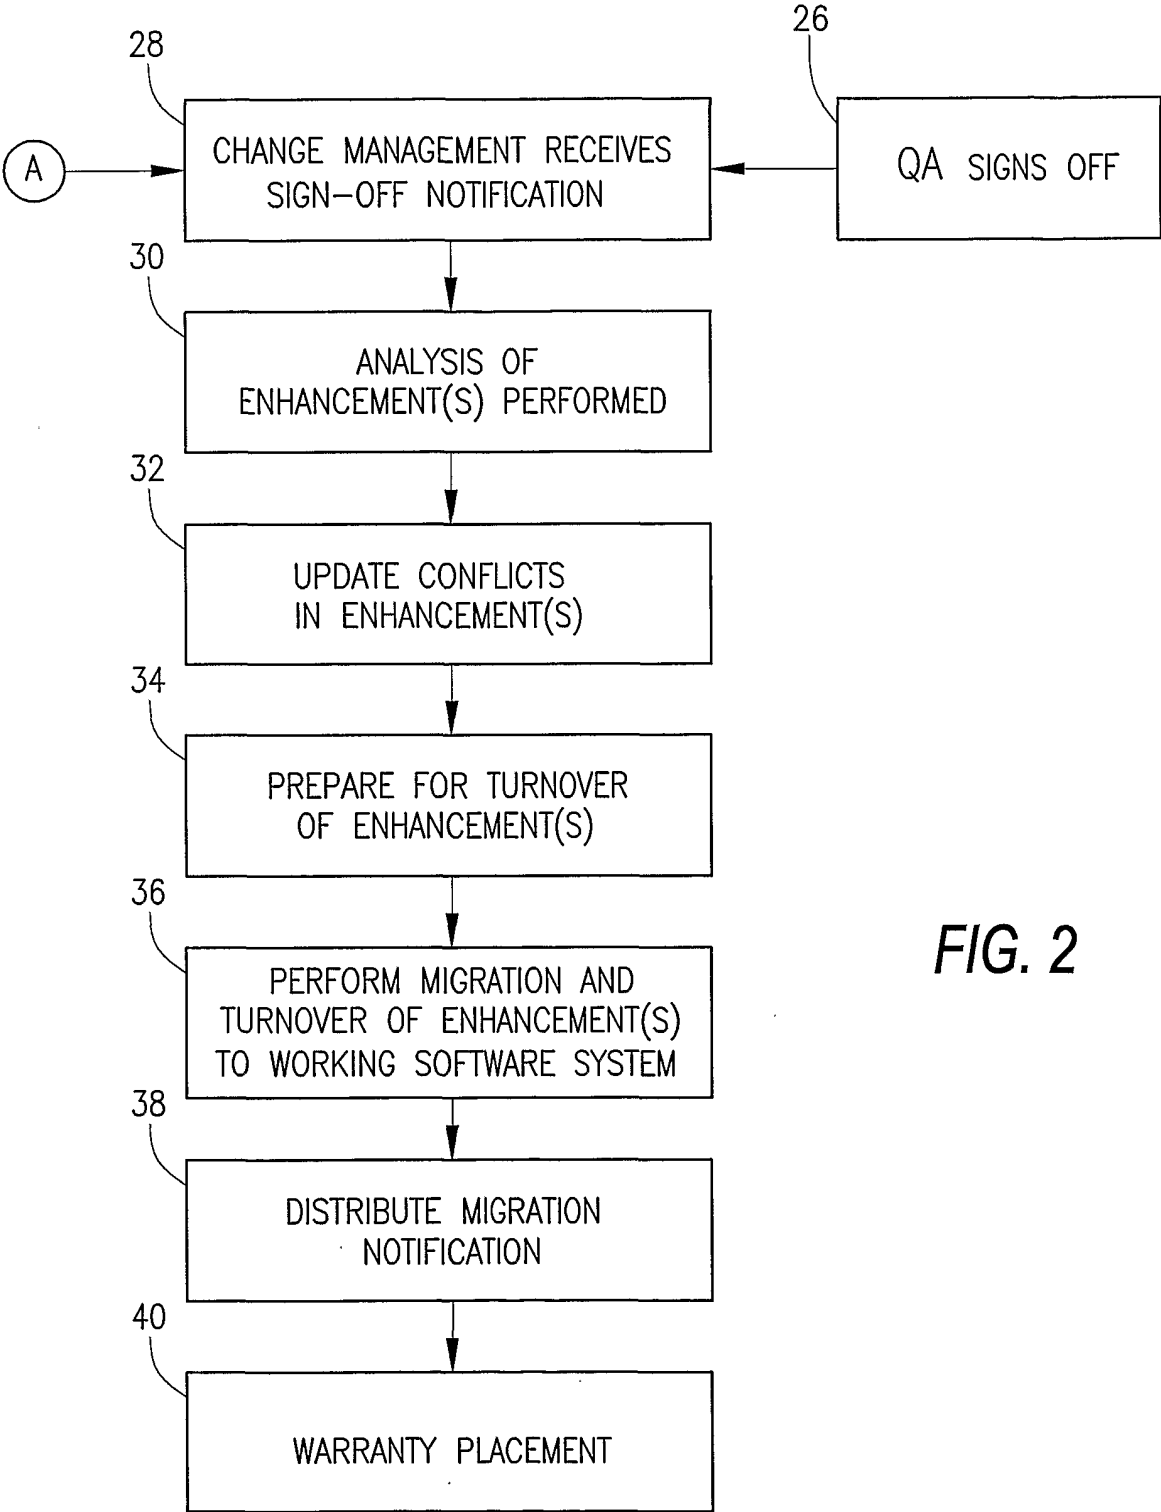 28
26
A
CHANGE MANAGEMENT RECEIVES
SIGN-OFF NOTIFICATION
QA SIGNS OFF
30
ANALYSIS OF
ENHANCEMENT(S) PERFORMED
32
UPDATE CONFLICTS
IN ENHANCEMENT(S)
34
PREPARE FOR TURNOVER
OF ENHANCEMENT(S)
36
PERFORM MIGRATION AND
TURNOVER OF ENHANCEMENT(S)
TO WORKING SOFTWARE SYSTEM
FIG. 2
38
DISTRIBUTE MIGRATION
NOTIFICATION
40
WARRANTY PLACEMENT